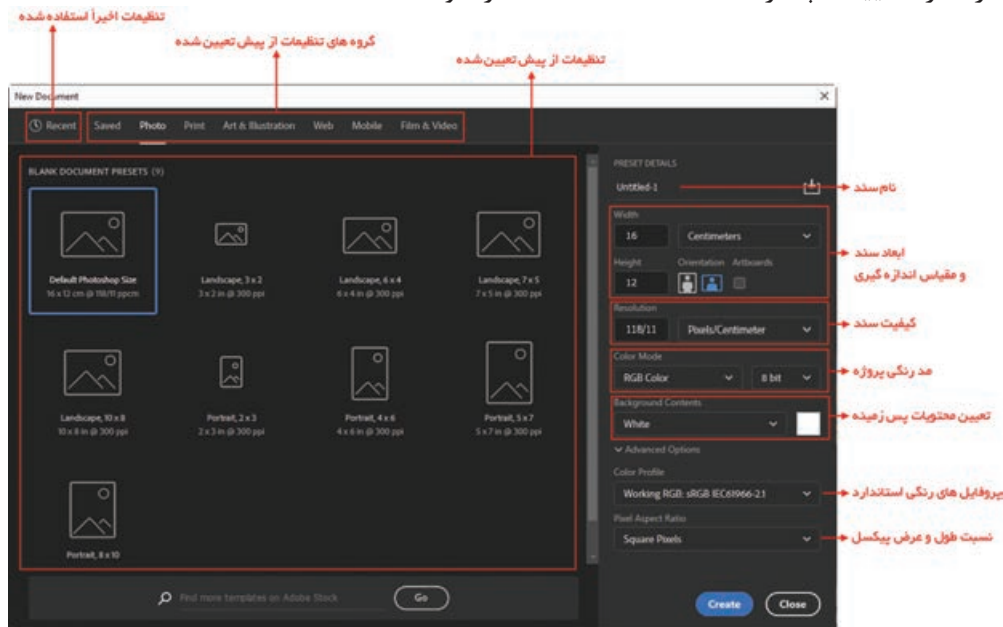 تنظیمات اخیراً استفاده شده
گروه های تنظیمات از پیش تعیین شده
تنظیمات از پیش تعیین شده
New Document
Recent Saved Photo Print Art & Illustration Web Mobile Film & Video
BLANK DOCUMENT PRESETS (9)
Default Photoshop Size
16 x 12 cm @ 118/11 ppcm
Landscape, 3 x 2
3 x 2 in @ 300 ppi
Landscape, 6 x 4
6 x 4 in @ 300 ppi
Landscape, 7 x 5
7 x 5 in @ 300 ppi
Landscape, 10 x 8
10 x 8 in @ 300 ppi
Portrait, 2 x 3
2 x 3 in @ 300 ppi
Portrait, 4 x 6
4 x 6 in @ 300 ppi
Portrait, 5 x 7
5 x 7 in @ 300 ppi
Portrait, 8 x 10
Find more templates on Adobe Stock
Go
PRESET DETAILS
Untitled-1
نام سند
Width
16 Centimeters
Height Orientation Artboards
12
ابعاد سند
و مقیاس اندازه گیری
Resolution
118/11 Pixels/Centimeter
کیفیت سند
Color Mode
RGB Color 8 bit
مد رنگی پروژه
Background Contents
White
تعیین محتویات پس زمینه
Advanced Options
Color Profile
Working RGB: sRGB IEC61966-2.1
پروفایل های رنگی استاندارد
Pixel Aspect Ratio
Square Pixels
نسبت طول و عرض پیکسل
Create Close